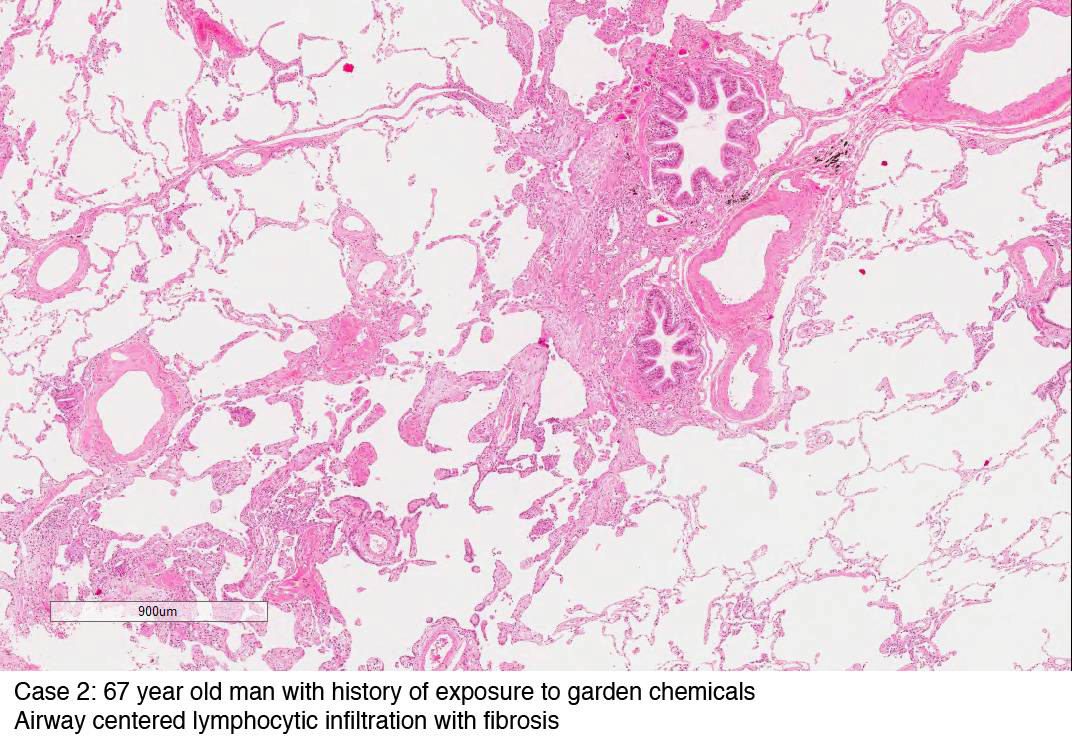 900um
Case 2: 67 year old man with history of exposure to garden chemicals
Airway centered lymphocytic infiltration with fibrosis